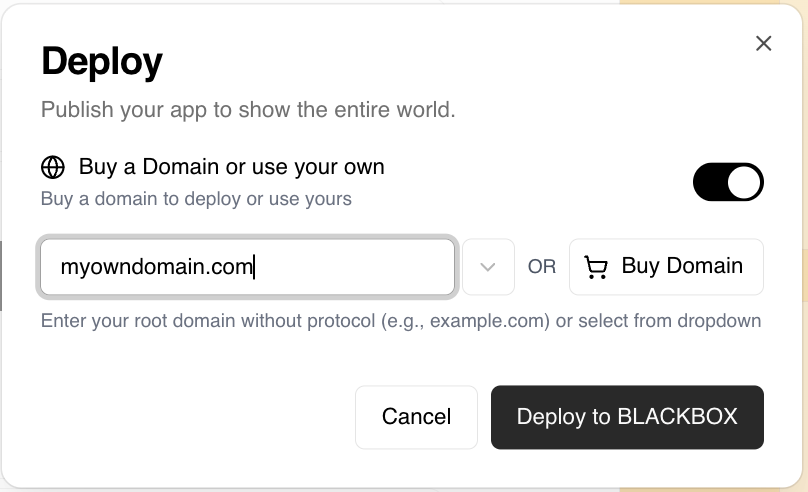 Deploy
Publish your app to show the entire world.
Buy a Domain or use your own
Buy a domain to deploy or use yours
myowndomain.com
OR
Buy Domain
Enter your root domain without protocol (e.g., example.com) or select from dropdown
Cancel
Deploy to BLACKBOX